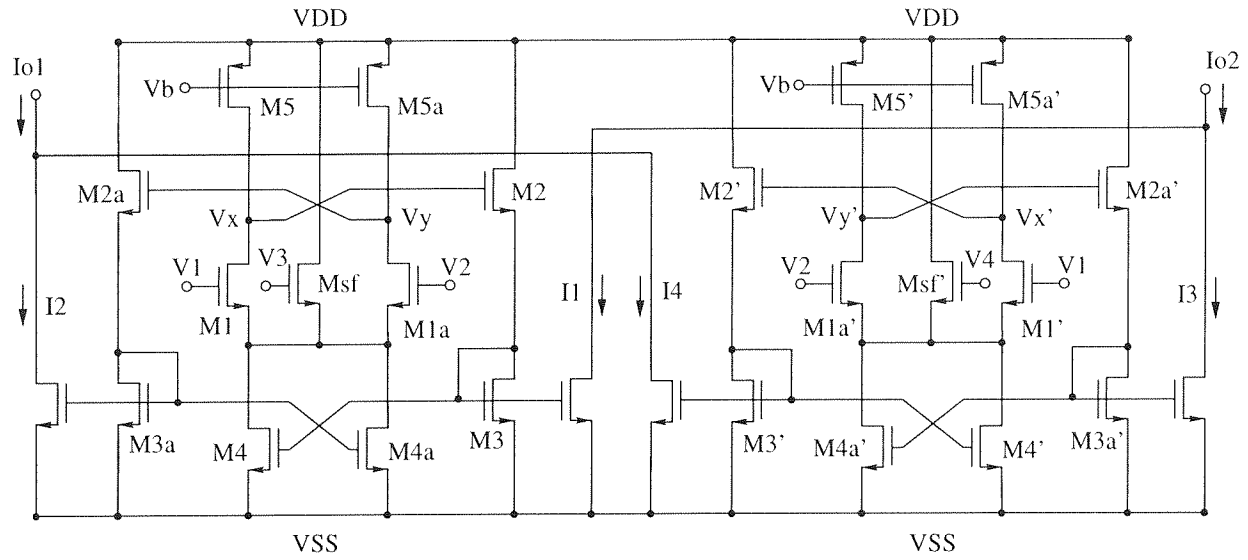 VDD VDD
Io1 Io2
Vb M5 M5a Vb M5' M5a'
M2a M2 M2' M2a'
Vx Vy Vy' Vx'
V1 V3 V2 V2 V4 V1
Msf Msf'
I2 I1 I4 I3
M1 M1a M1a' M1'
M3a M4 M4a M3 M3' M4a' M4' M3a'
VSS VSS